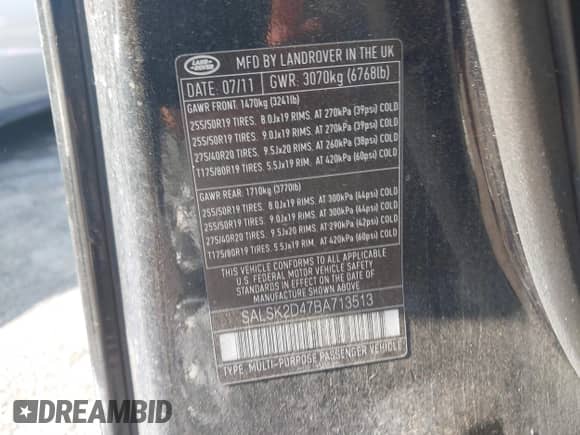 LAND ROVER
MFD BY LANDROVER IN THE UK
DATE: 07/11 GWR: 3070kg (6768lb)
GAWR FRONT: 1470kg (3241lb)
255/50R19 TIRES. 8.0Jx19 RIMS. AT 270kPa (39psi) COLD
255/50R19 TIRES. 9.0Jx19 RIMS. AT 270kPa (39psi) COLD
275/40R20 TIRES. 9.5Jx20 RIMS. AT 260kPa (38psi) COLD
T175/80R19 TIRES. 5.5Jx19 RIM. AT 420kPa (60psi) COLD
GAWR REAR: 1710kg (3770lb)
255/50R19 TIRES. 8.0Jx19 RIMS. AT 300kPa (44psi) COLD
255/50R19 TIRES. 9.0Jx19 RIMS. AT 300kPa (44psi) COLD
275/40R20 TIRES. 9.5Jx20 RIMS. AT 290kPa (42psi) COLD
T175/80R19 TIRES. 5.5Jx19 RIM. AT 420kPa (60psi) COLD
THIS VEHICLE CONFORMS TO ALL APPLICABLE
U.S. FEDERAL MOTOR VEHICLE SAFETY
STANDARDS IN EFFECT ON THE DATE OF
MANUFACTURE SHOWN ABOVE
SALSK2D47BA713513
TYPE: MULTI-PURPOSE PASSENGER VEHICLE
DREAMBID